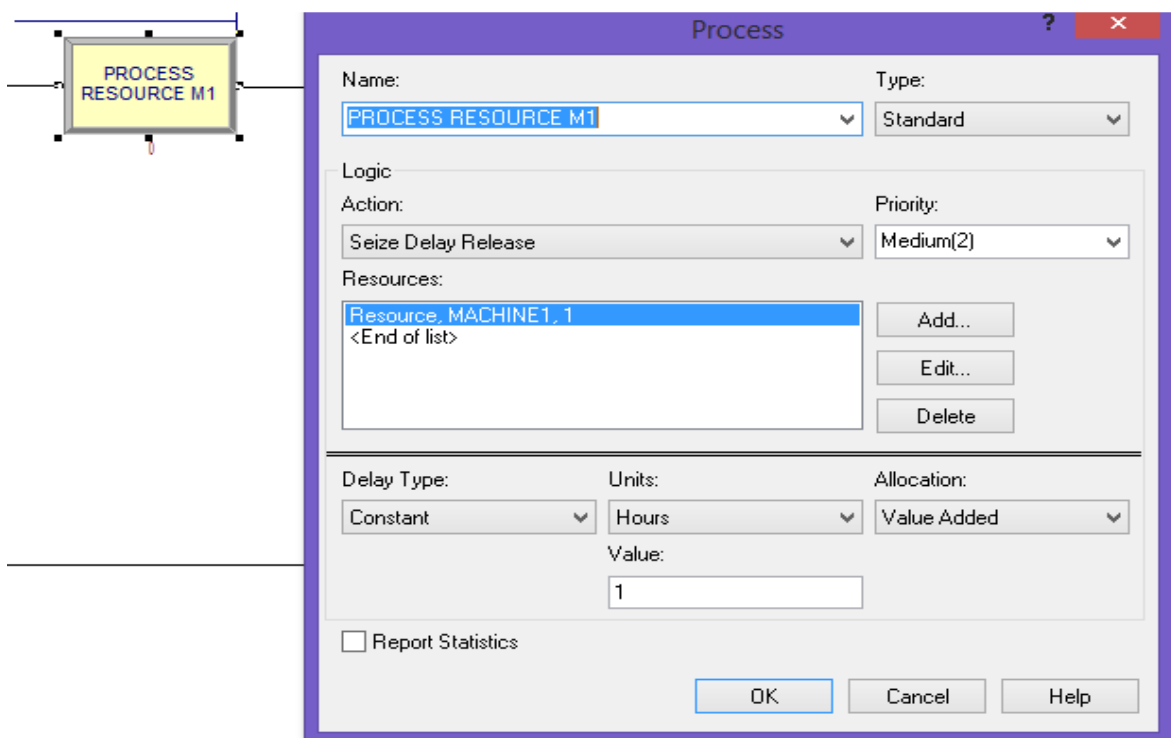 PROCESS
RESOURCE M1
0
Process
? ×
Name: Type:
PROCESS RESOURCE M1 Standard
Logic
Action: Priority:
Seize Delay Release Medium(2)
Resources:
Resource, MACHINE1, 1 Add...
<End of list>
Edit...
Delete
Delay Type: Units: Allocation:
Constant Hours Value Added
Value:
1
Report Statistics
OK Cancel Help